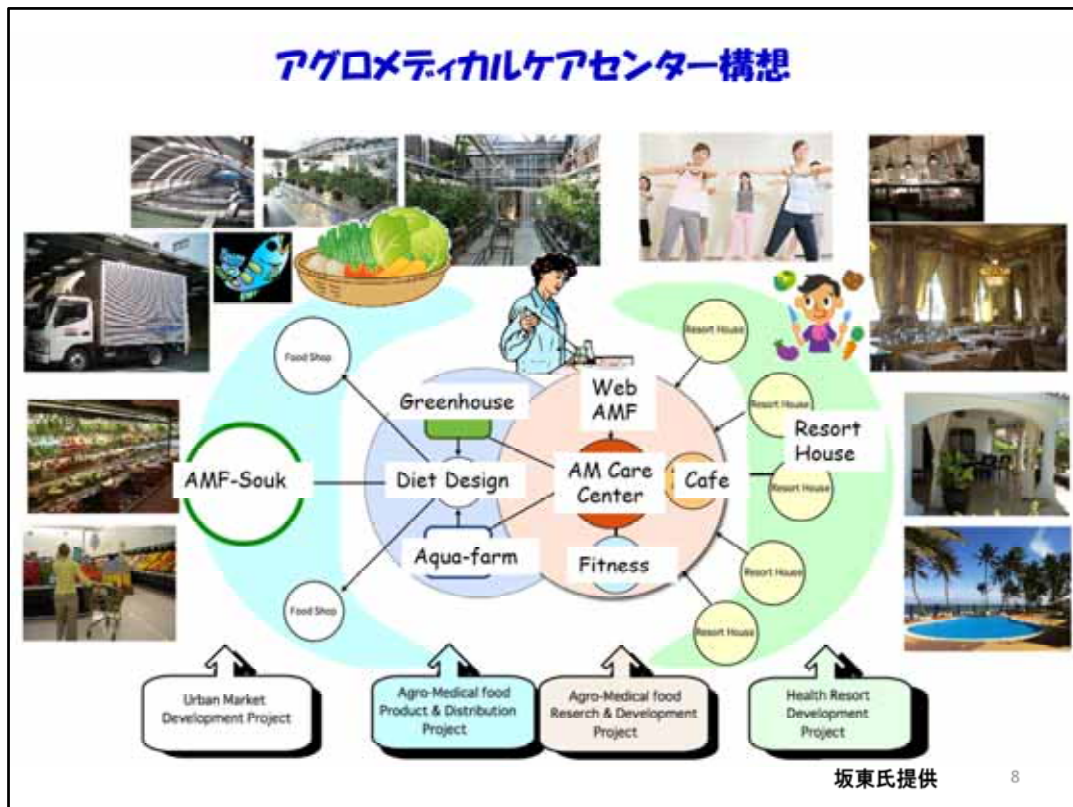 アグロメディカルケアセンター構想
Food Shop
Greenhouse
Web
AMF
Resort House
Resort House
Resort
House
AMF-Souk
Diet Design
AM Care
Center
Cafe
Resort House
Aqua-farm
Fitness
Resort House
Food Shop
Resort House
Urban Market
Development Project
Agro-Medical food
Product & Distribution
Project
Agro-Medical food
Reserch & Development
Project
Health Resort
Development
Project
坂東氏提供
8